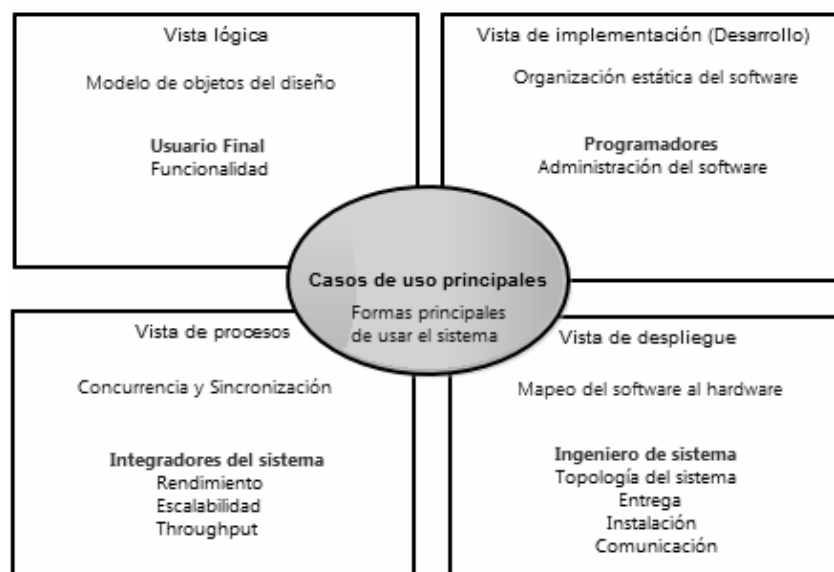 Vista lógica
Modelo de objetos del diseño
Usuario Final
Funcionalidad
Vista de implementación (Desarrollo)
Organización estática del software
Programadores
Administración del software
Casos de uso principales
Formas principales
de usar el sistema
Vista de procesos
Concurrencia y Sincronización
Integradores del sistema
Rendimiento
Escalabilidad
Throughput
Vista de despliegue
Mapeo del software al hardware
Ingeniero de sistema
Topología del sistema
Entrega
Instalación
Comunicación